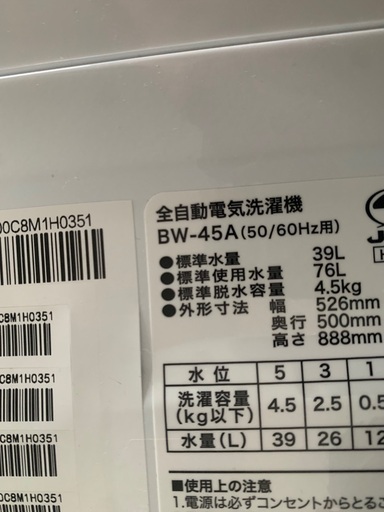 00C8M1H0351
C8M1H0351
C8M1H0351
C8M1H0351
0C8M1H0351
全自動電気洗濯機
BW-45A(50/60Hz用)
●標準水量 39L
●標準使用水量 76L
●標準脱水容量 4.5kg
●外形寸法 幅 526mm
奥行 500mm
高さ 888mm
水位 5 3 1
洗濯容量(kg以下) 4.5 2.5 0.5
水量(L) 39 26 12
■使用上の注意
1.電源は必ずコンセントからとるこ